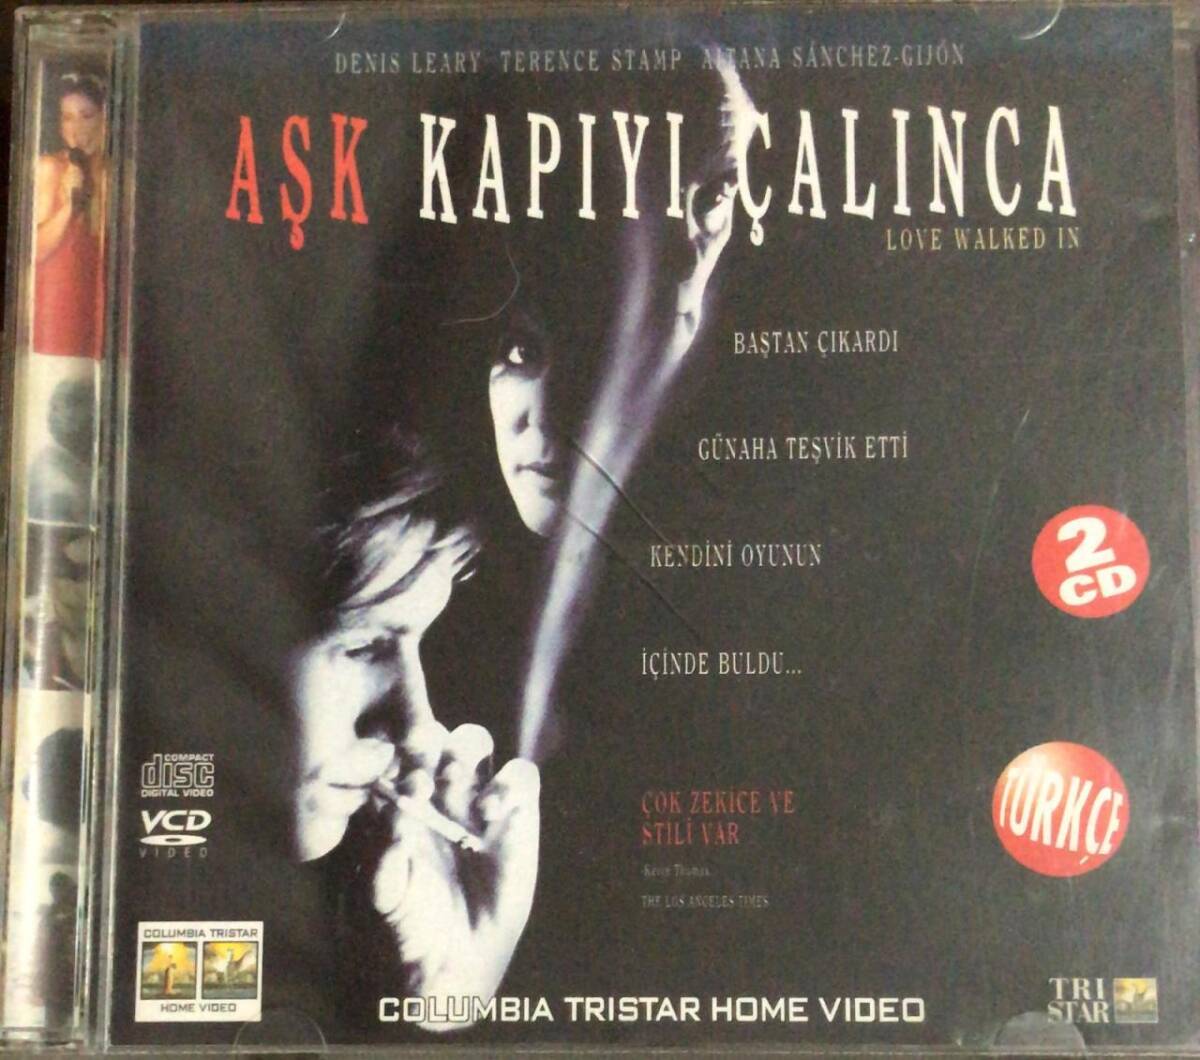 DENIS LEARY TERENCE STAMP AITANA SÁNCHEZ-GIJÓN
AŞK KAPIYI ÇALINCA
LOVE WALKED IN
BAŞTAN ÇIKARDI
GÜNAHA TEŞVİK ETTİ
KENDİNİ OYUNUN
İÇİNDE BULDU...
2
CD
TÜRKÇE
COMPACT
disc
DIGITAL VIDEO
VCD
VIDEO
ÇOK ZEKİCE VE
STİLİ VAR
-Kevin Thomas
THE LOS ANGELES TIMES
COLUMBIA TRISTAR
HOME VIDEO
COLUMBIA TRISTAR HOME VIDEO
TRI
STAR